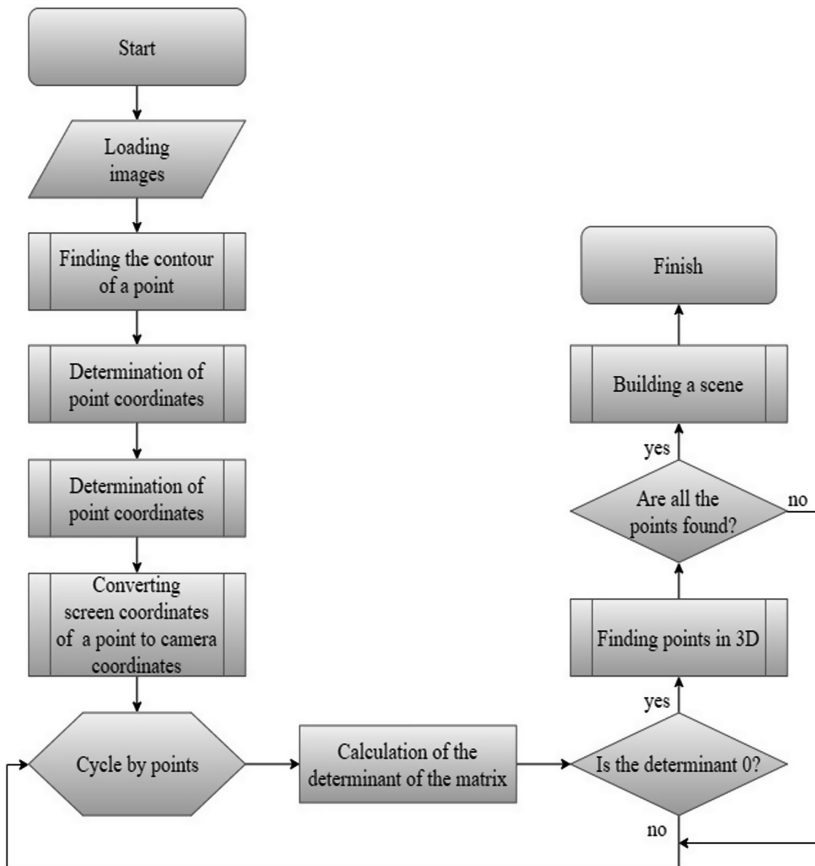 Start
Loading
images
Finding the contour
of a point
Determination of
point coordinates
Determination of
point coordinates
Converting
screen coordinates
of a point to camera
coordinates
Cycle by points
Calculation of the
determinant of the matrix
Is the determinant 0?
no
yes
Finding points in 3D
Are all the
points found?
no
yes
Building a scene
Finish